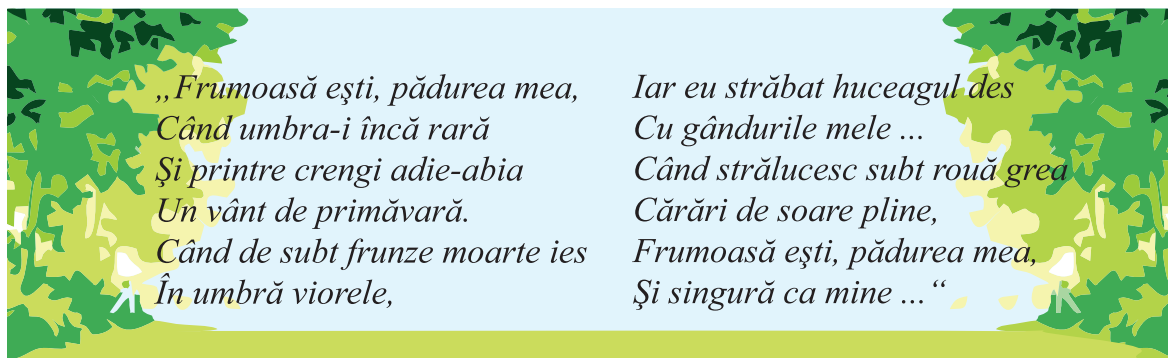 „Frumoasă eşti, pădurea mea,
Când umbra-i încă rară
Şi printre crengi adie-abia
Un vânt de primăvară.
Când de subt frunze moarte ies
În umbră viorele,
Iar eu străbat huceagul des
Cu gândurile mele ...
Când strălucesc subt rouă grea
Cărări de soare pline,
Frumoasă eşti, pădurea mea,
Şi singură ca mine ...“